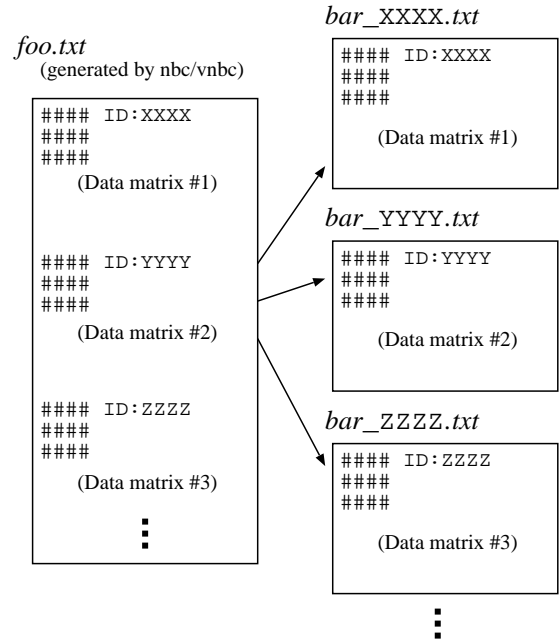 foo.txt
(generated by nbc/vnbc)
#### ID:XXXX
####
####
(Data matrix #1)
#### ID:YYYY
####
####
(Data matrix #2)
#### ID:ZZZZ
####
####
(Data matrix #3)
bar_XXXX.txt
#### ID:XXXX
####
####
(Data matrix #1)
bar_YYYY.txt
#### ID:YYYY
####
####
(Data matrix #2)
bar_ZZZZ.txt
#### ID:ZZZZ
####
####
(Data matrix #3)